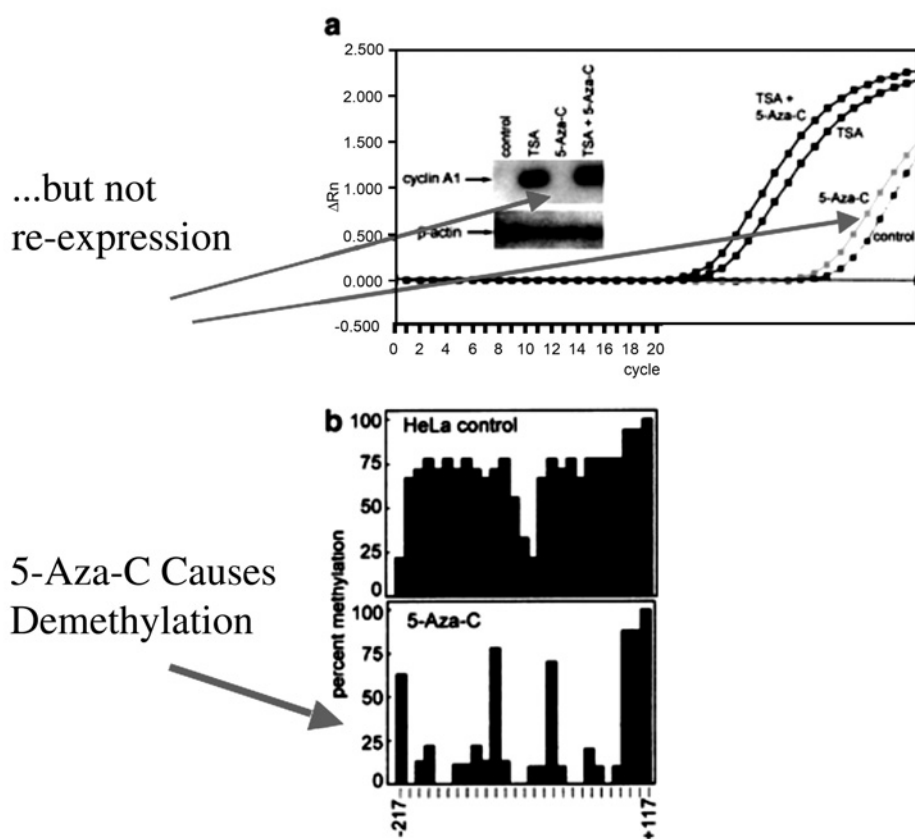 a
2.500
2.000
1.500
1.000
0.500
0.000
-0.500
ΔRn
control
TSA
5-Aza-C
TSA + 5-Aza-C
cyclin A1
β-actin
TSA +
5-Aza-C
TSA
5-Aza-C
control
0 2 4 6 8 10 12 14 16 18 20
cycle
...but not
re-expression
b
HeLa control
100
75
50
25
0
percent methylation
5-Aza-C
100
75
50
25
0
-217
+117
5-Aza-C Causes
Demethylation